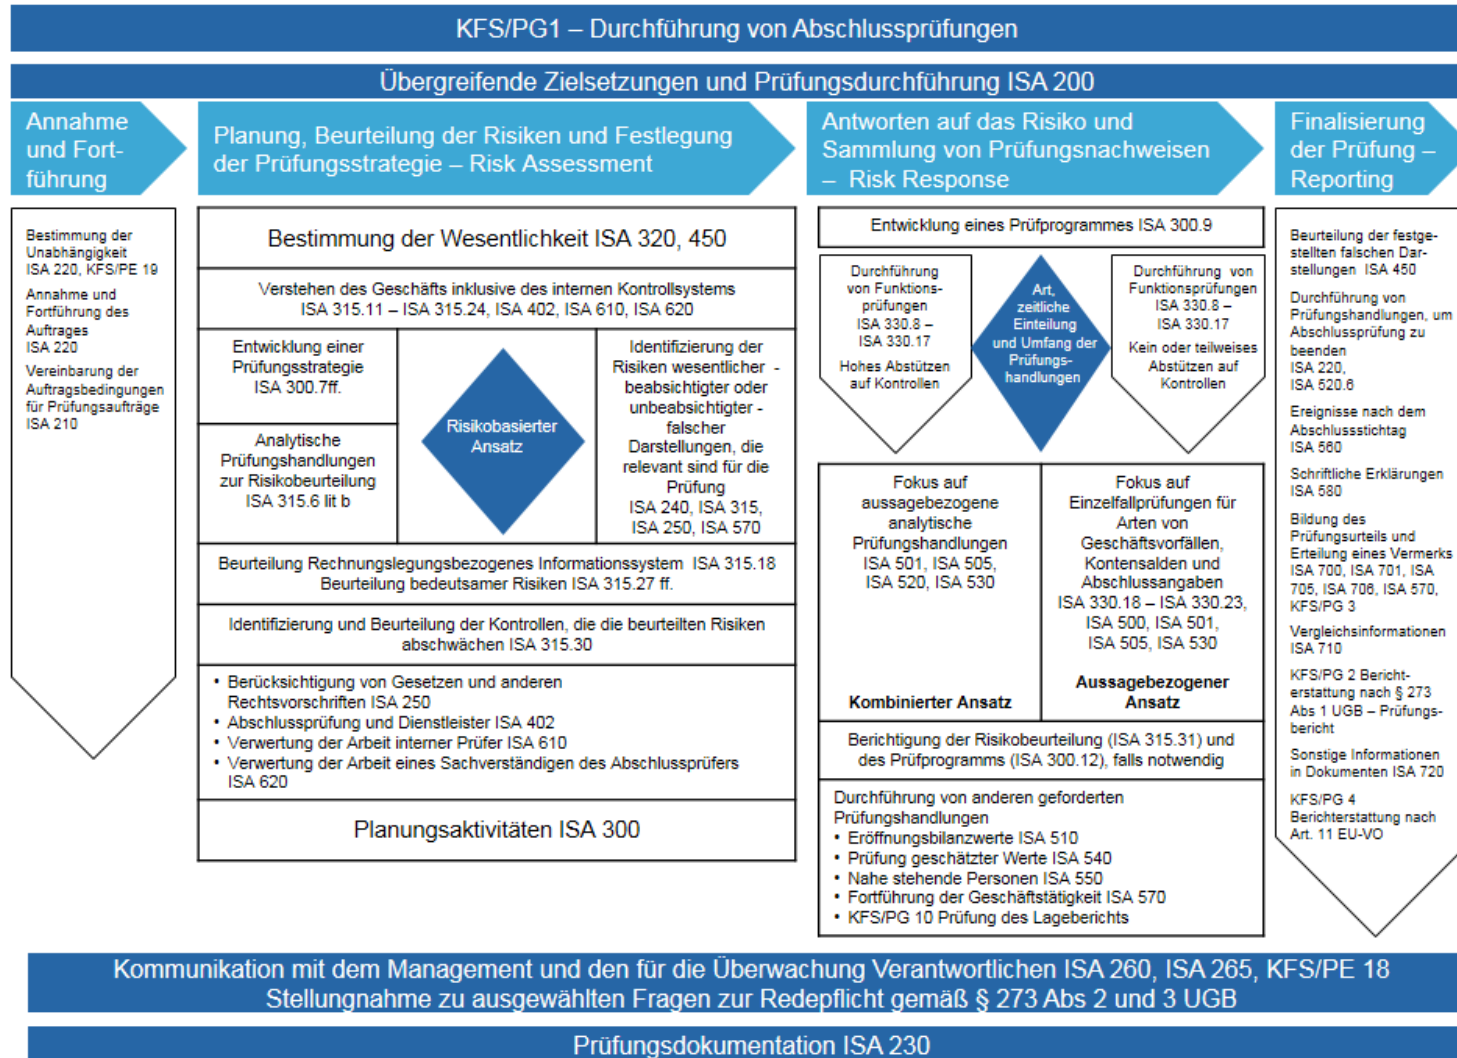 KFS/PG1 – Durchführung von Abschlussprüfungen
Übergreifende Zielsetzungen und Prüfungsdurchführung ISA 200
Annahme
und Fort-
führung
Planung, Beurteilung der Risiken und Festlegung
der Prüfungsstrategie – Risk Assessment
Antworten auf das Risiko und
Sammlung von Prüfungsnachweisen
– Risk Response
Finalisierung
der Prüfung –
Reporting
Bestimmung der
Unabhängigkeit
ISA 220, KFS/PE 19
Annahme und
Fortführung des
Auftrages
ISA 220
Vereinbarung der
Auftragsbedingungen
für Prüfungsaufträge
ISA 210
Bestimmung der Wesentlichkeit ISA 320, 450
Verstehen des Geschäfts inklusive des internen Kontrollsystems
ISA 315.11 – ISA 315.24, ISA 402, ISA 610, ISA 620
Entwicklung einer
Prüfungsstrategie
ISA 300.7ff.
Analytische
Prüfungshandlungen
zur Risikobeurteilung
ISA 315.6 lit b
Risikobasierter
Ansatz
Identifizierung der
Risiken wesentlicher -
beabsichtigter oder
unbeabsichtigter -
falscher
Darstellungen, die
relevant sind für die
Prüfung
ISA 240, ISA 315,
ISA 250, ISA 570
Beurteilung Rechnungslegungsbezogenes Informationssystem ISA 315.18
Beurteilung bedeutsamer Risiken ISA 315.27 ff.
Identifizierung und Beurteilung der Kontrollen, die die beurteilten Risiken
abschwächen ISA 315.30
• Berücksichtigung von Gesetzen und anderen
Rechtsvorschriften ISA 250
• Abschlussprüfung und Dienstleister ISA 402
• Verwertung der Arbeit interner Prüfer ISA 610
• Verwertung der Arbeit eines Sachverständigen des Abschlussprüfers
ISA 620
Planungsaktivitäten ISA 300
Entwicklung eines Prüfprogrammes ISA 300.9
Durchführung
von Funktions-
prüfungen
ISA 330.8 –
ISA 330.17
Hohes Abstützen
auf Kontrollen
Art,
zeitliche
Einteilung
und Umfang der
Prüfungs-
handlungen
Durchführung von
Funktionsprüfungen
ISA 330.8 –
ISA 330.17
Kein oder teilweises
Abstützen auf
Kontrollen
Fokus auf
aussagebezogene
analytische
Prüfungshandlungen
ISA 501, ISA 505,
ISA 520, ISA 530
Kombinierter Ansatz
Fokus auf
Einzelfallprüfungen für
Arten von
Geschäftsvorfällen,
Kontensalden und
Abschlussangaben
ISA 330.18 – ISA 330.23,
ISA 500, ISA 501,
ISA 505, ISA 530
Aussagebezogener
Ansatz
Berichtigung der Risikobeurteilung (ISA 315.31) und
des Prüfprogramms (ISA 300.12), falls notwendig
Durchführung von anderen geforderten
Prüfungshandlungen
• Eröffnungsbilanzwerte ISA 510
• Prüfung geschätzter Werte ISA 540
• Nahe stehende Personen ISA 550
• Fortführung der Geschäftstätigkeit ISA 570
• KFS/PG 10 Prüfung des Lageberichts
Beurteilung der festge-
stellten falschen Dar-
stellungen ISA 450
Durchführung von
Prüfungshandlungen, um
Abschlussprüfung zu
beenden
ISA 220,
ISA 520.6
Ereignisse nach dem
Abschlussstichtag
ISA 560
Schriftliche Erklärungen
ISA 580
Bildung des
Prüfungsurteils und
Erteilung eines Vermerks
ISA 700, ISA 701, ISA
705, ISA 706, ISA 570,
KFS/PG 3
Vergleichsinformationen
ISA 710
KFS/PG 2 Bericht-
erstattung nach § 273
Abs 1 UGB – Prüfungs-
bericht
Sonstige Informationen
in Dokumenten ISA 720
KFS/PG 4
Berichterstattung nach
Art. 11 EU-VO
Kommunikation mit dem Management und den für die Überwachung Verantwortlichen ISA 260, ISA 265, KFS/PE 18
Stellungnahme zu ausgewählten Fragen zur Redepflicht gemäß § 273 Abs 2 und 3 UGB
Prüfungsdokumentation ISA 230